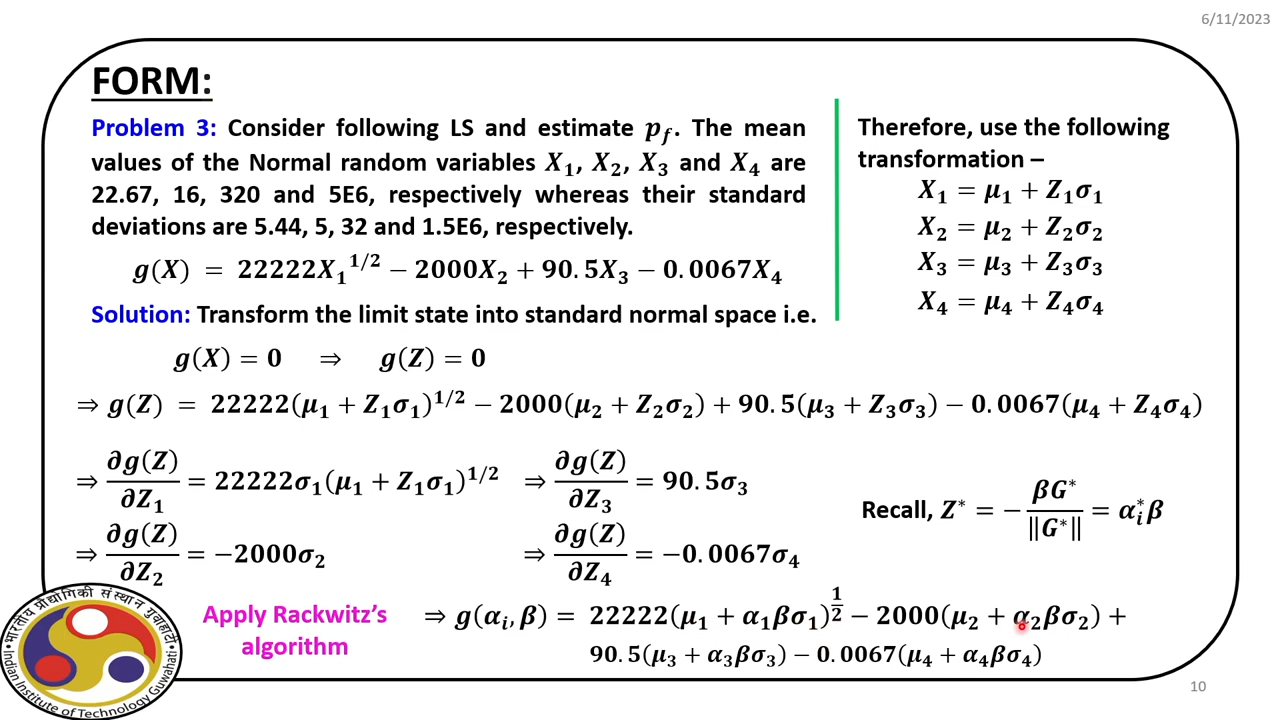 6/11/2023
FORM:
Problem 3: Consider following LS and estimate p_f. The mean
values of the Normal random variables X₁, X₂, X₃ and X₄ are
22.67, 16, 320 and 5E6, respectively whereas their standard
deviations are 5.44, 5, 32 and 1.5E6, respectively.
g(X) = 22222X₁^1/2 − 2000X₂ + 90.5X₃ − 0.0067X₄
Solution: Transform the limit state into standard normal space i.e.
Therefore, use the following
transformation –
X₁ = μ₁ + Z₁σ₁
X₂ = μ₂ + Z₂σ₂
X₃ = μ₃ + Z₃σ₃
X₄ = μ₄ + Z₄σ₄
g(X) = 0 ⇒ g(Z) = 0
⇒ g(Z) = 22222(μ₁ + Z₁σ₁)^1/2 − 2000(μ₂ + Z₂σ₂) + 90.5(μ₃ + Z₃σ₃) − 0.0067(μ₄ + Z₄σ₄)
⇒ ∂g(Z)/∂Z₁ = 22222σ₁(μ₁ + Z₁σ₁)^1/2 ⇒ ∂g(Z)/∂Z₃ = 90.5σ₃
⇒ ∂g(Z)/∂Z₂ = −2000σ₂ ⇒ ∂g(Z)/∂Z₄ = −0.0067σ₄
Recall, Z* = − βG*/‖G*‖ = αᵢ*β
Apply Rackwitz’s
algorithm
⇒ g(αᵢ, β) = 22222(μ₁ + α₁βσ₁)^1/2 − 2000(μ₂ + α₂βσ₂) +
90.5(μ₃ + α₃βσ₃) − 0.0067(μ₄ + α₄βσ₄)
भारतीय प्रौद्योगिकी संस्थान गुवाहाटी
Indian Institute of Technology Guwahati
10